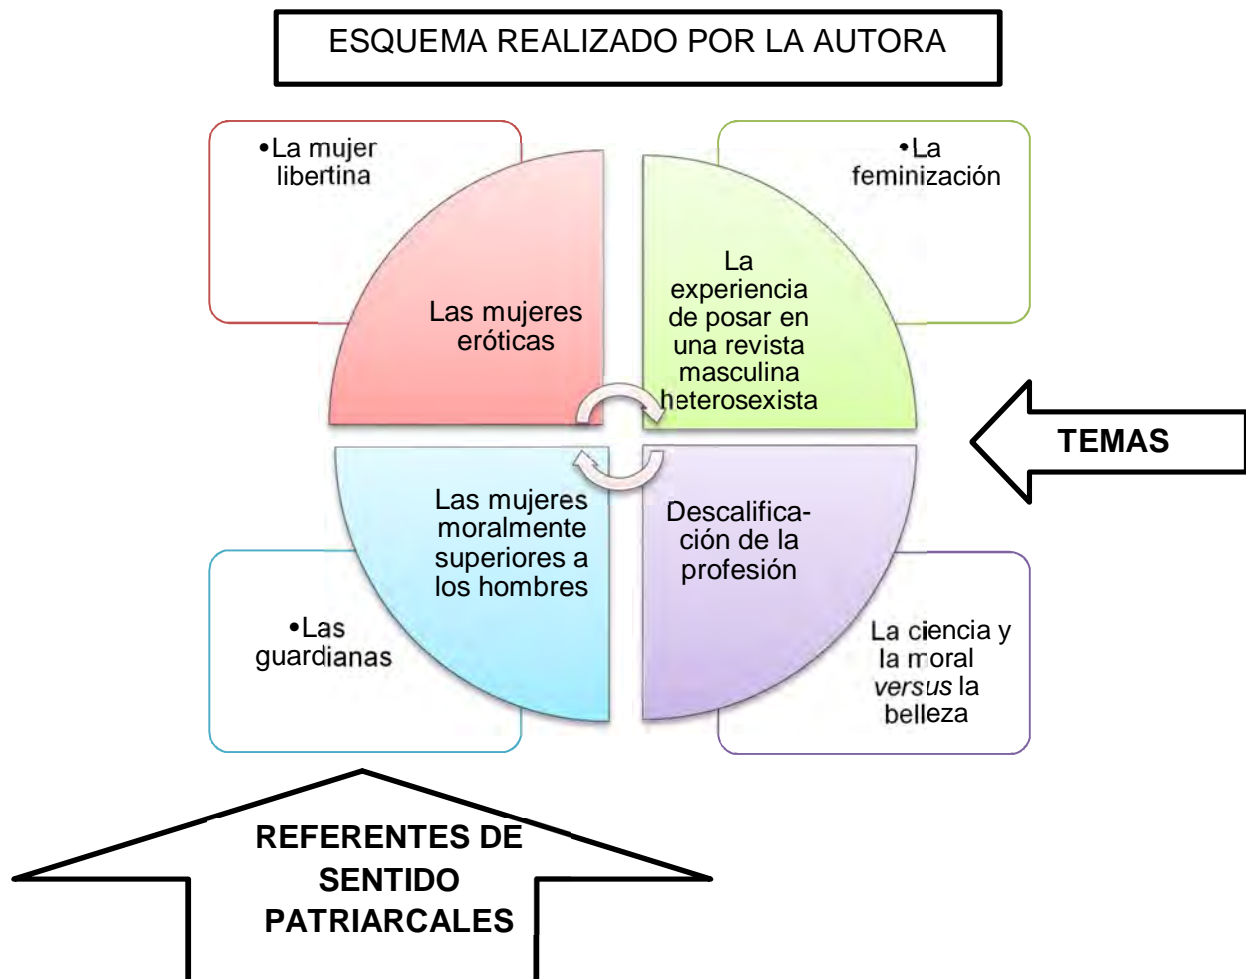 ESQUEMA REALIZADO POR LA AUTORA
•La mujer
libertina
•La
feminización
Las mujeres
eróticas
La
experiencia
de posar en
una revista
masculina
heterosexista
TEMAS
Las mujeres
moralmente
superiores a
los hombres
Descalifica-
ción de la
profesión
•Las
guardianas
La ciencia y
la moral
versus la
belleza
REFERENTES DE
SENTIDO
PATRIARCALES